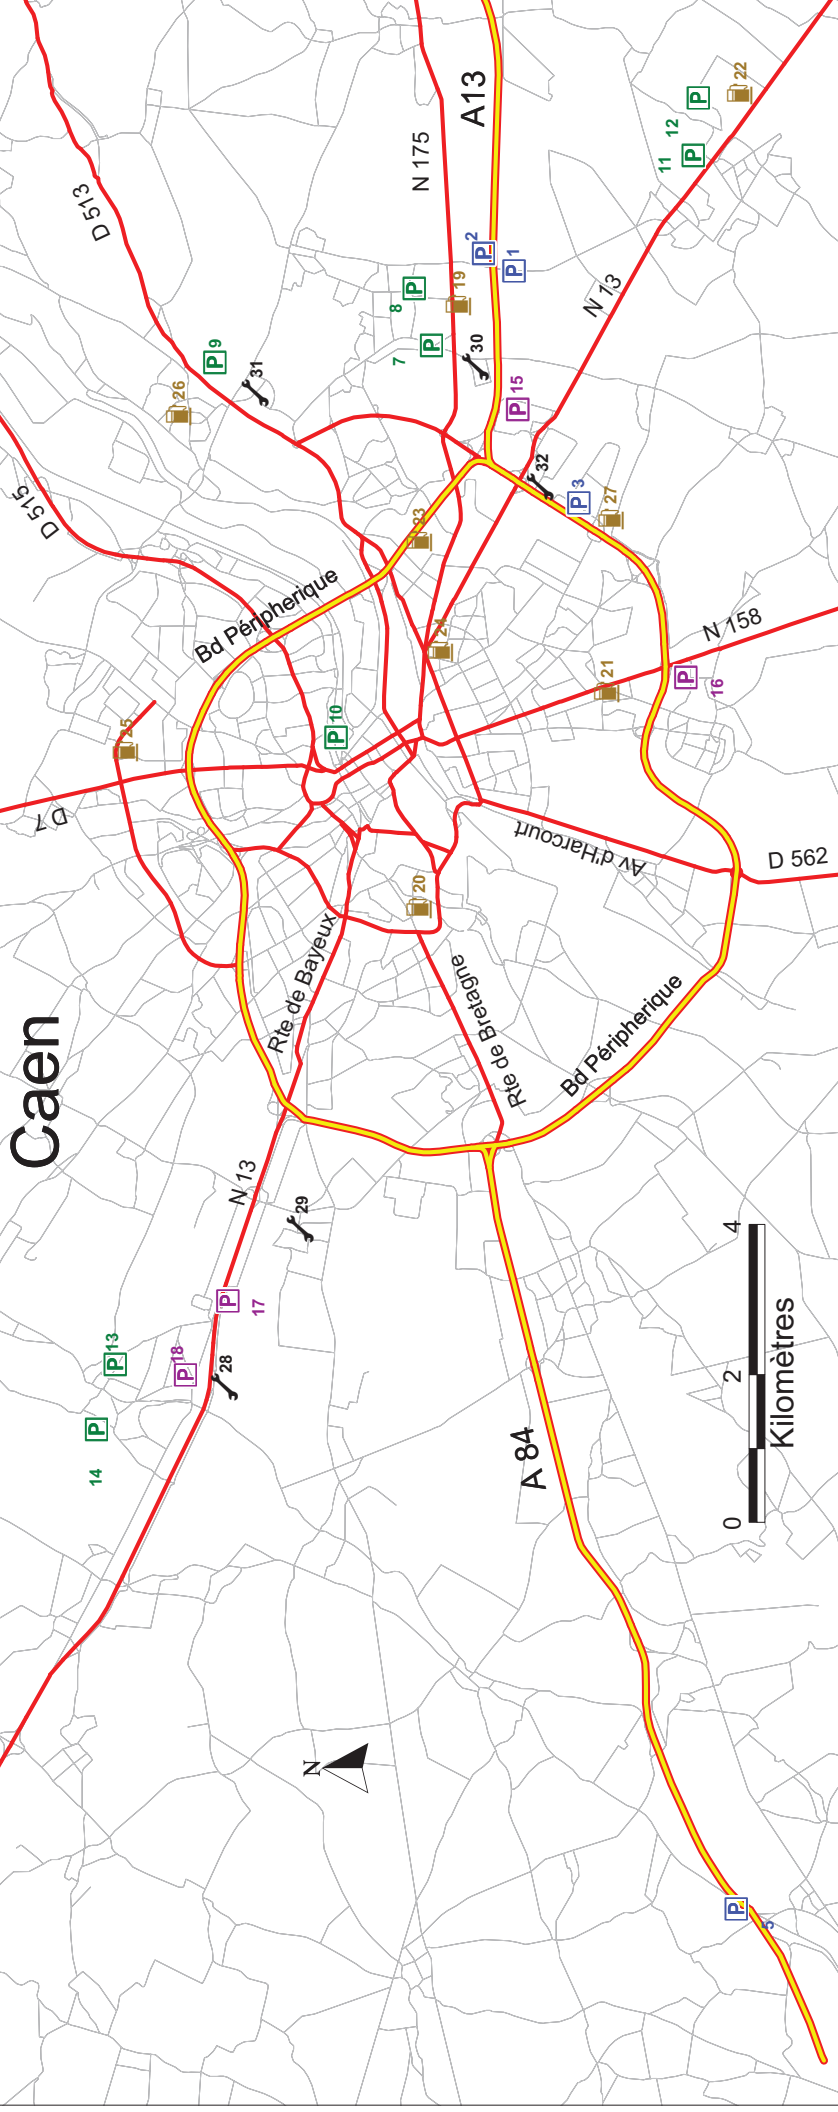 Caen
D 513
D 515
D 7
N 175
A13
N 13
N 158
D 562
Av d'Harcourt
Bd Péripherique
Bd Péripherique
Rte de Bayeux
Rte de Bretagne
N 13
A 84
P 1
P 2
P 3
P 5
P 7
P 8
P 9
P 10
P 11
P 12
P 13
P 14
P 15
P 16
P 17
P 18
19
20
21
22
23
24
25
26
27
28
29
30
31
32
N
0 2 4
Kilomètres